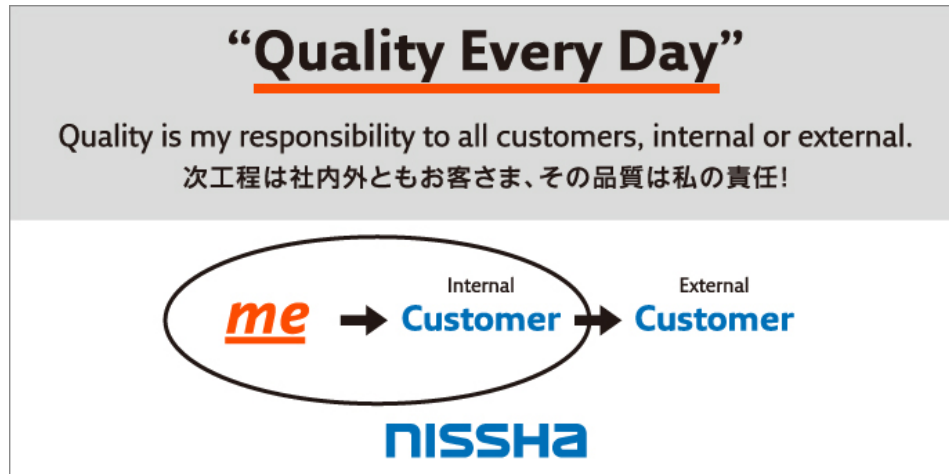 “Quality Every Day”
Quality is my responsibility to all customers, internal or external.
次工程は社内外ともお客さま、その品質は私の責任!
Internal
External
me → Customer → Customer
NISSHA